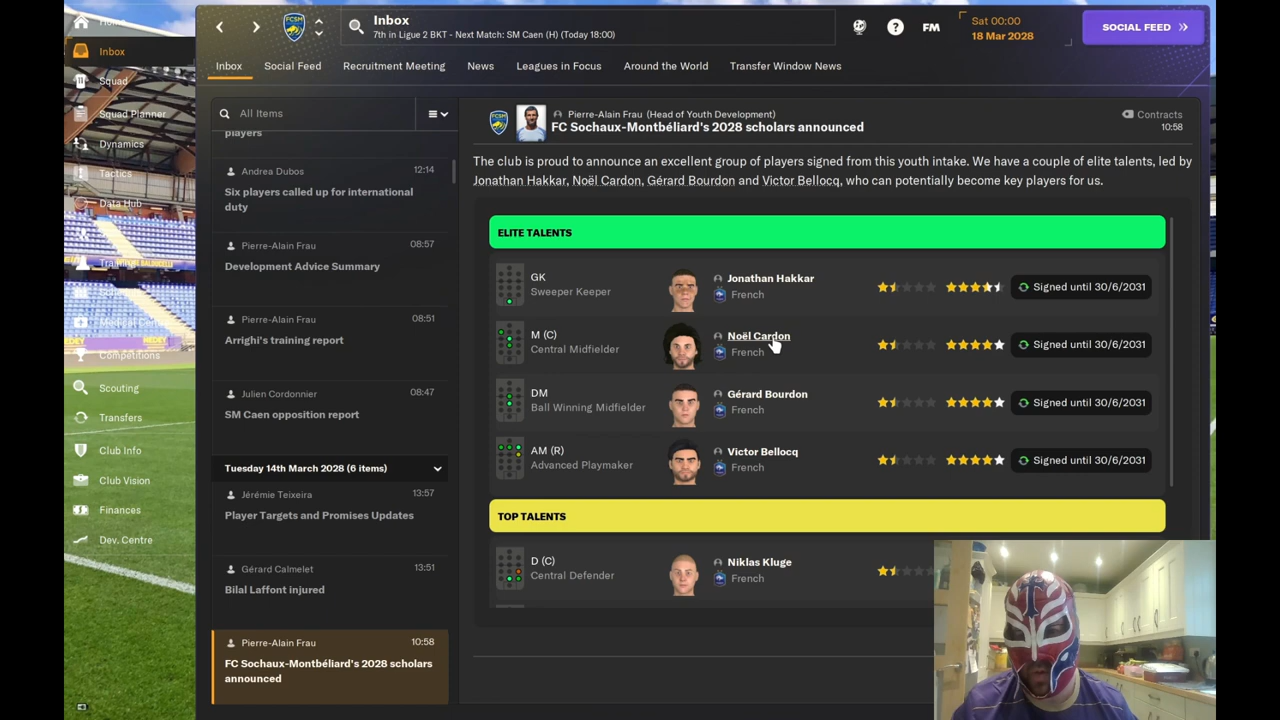 Home
Inbox
7th in Ligue 2 BKT - Next Match: SM Caen (H) (Today 18:00)
FM
Sat 00:00
18 Mar 2028
SOCIAL FEED
Inbox
Squad
Squad Planner
Dynamics
Tactics
Data Hub
Competitions
Scouting
Transfers
Club Info
Club Vision
Finances
Dev. Centre
Inbox
Social Feed
Recruitment Meeting
News
Leagues in Focus
Around the World
Transfer Window News
All Items
players
Andrea Dubos
12:14
Six players called up for international
duty
Pierre-Alain Frau
08:57
Development Advice Summary
Pierre-Alain Frau
08:51
Arrighi's training report
Julien Cordonnier
08:47
SM Caen opposition report
Tuesday 14th March 2028 (6 items)
Jérémie Teixeira
13:57
Player Targets and Promises Updates
Gérard Calmelet
13:51
Bilal Laffont injured
Pierre-Alain Frau
10:58
FC Sochaux-Montbéliard's 2028 scholars
announced
Pierre-Alain Frau (Head of Youth Development)
FC Sochaux-Montbéliard's 2028 scholars announced
Contracts
10:58
The club is proud to announce an excellent group of players signed from this youth intake. We have a couple of elite talents, led by
Jonathan Hakkar, Noël Cardon, Gérard Bourdon and Victor Bellocq, who can potentially become key players for us.
ELITE TALENTS
GK
Sweeper Keeper
Jonathan Hakkar
French
Signed until 30/6/2031
M (C)
Central Midfielder
Noël Cardon
French
Signed until 30/6/2031
DM
Ball Winning Midfielder
Gérard Bourdon
French
Signed until 30/6/2031
AM (R)
Advanced Playmaker
Victor Bellocq
French
Signed until 30/6/2031
TOP TALENTS
D (C)
Central Defender
Niklas Kluge
French